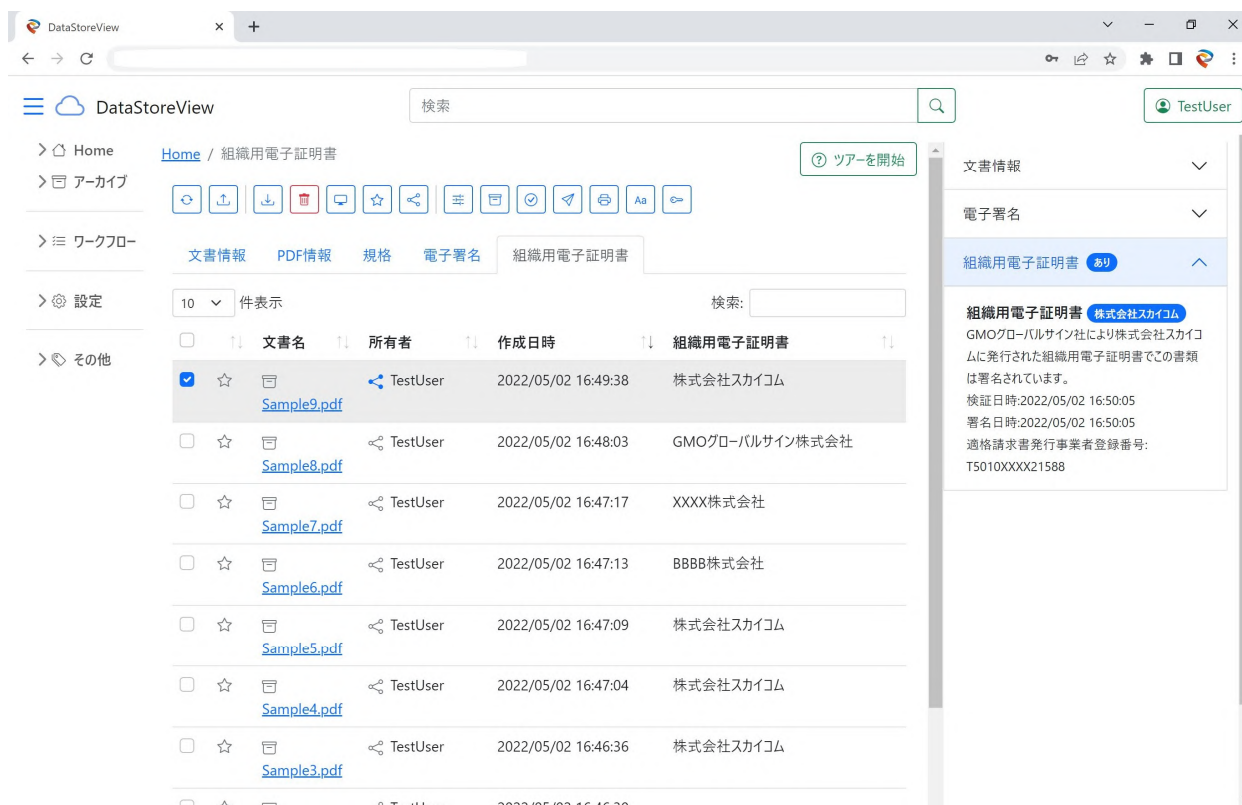 DataStoreView
DataStoreView
検索
TestUser
Home
アーカイブ
ワークフロー
設定
その他
Home / 組織用電子証明書
ツアーを開始
Aa
文書情報 PDF情報 規格 電子署名 組織用電子証明書
10 件表示
検索:
文書名 所有者 作成日時 組織用電子証明書
TestUser 2022/05/02 16:49:38 株式会社スカイコム
Sample9.pdf
TestUser 2022/05/02 16:48:03 GMOグローバルサイン株式会社
Sample8.pdf
TestUser 2022/05/02 16:47:17 XXXX株式会社
Sample7.pdf
TestUser 2022/05/02 16:47:13 BBBB株式会社
Sample6.pdf
TestUser 2022/05/02 16:47:09 株式会社スカイコム
Sample5.pdf
TestUser 2022/05/02 16:47:04 株式会社スカイコム
Sample4.pdf
TestUser 2022/05/02 16:46:36 株式会社スカイコム
Sample3.pdf
文書情報
電子署名
組織用電子証明書 あり
組織用電子証明書 株式会社スカイコム
GMOグローバルサイン社により株式会社スカイコ
ムに発行された組織用電子証明書でこの書類
は署名されています。
検証日時:2022/05/02 16:50:05
署名日時:2022/05/02 16:50:05
適格請求書発行事業者登録番号:
T5010XXXX21588